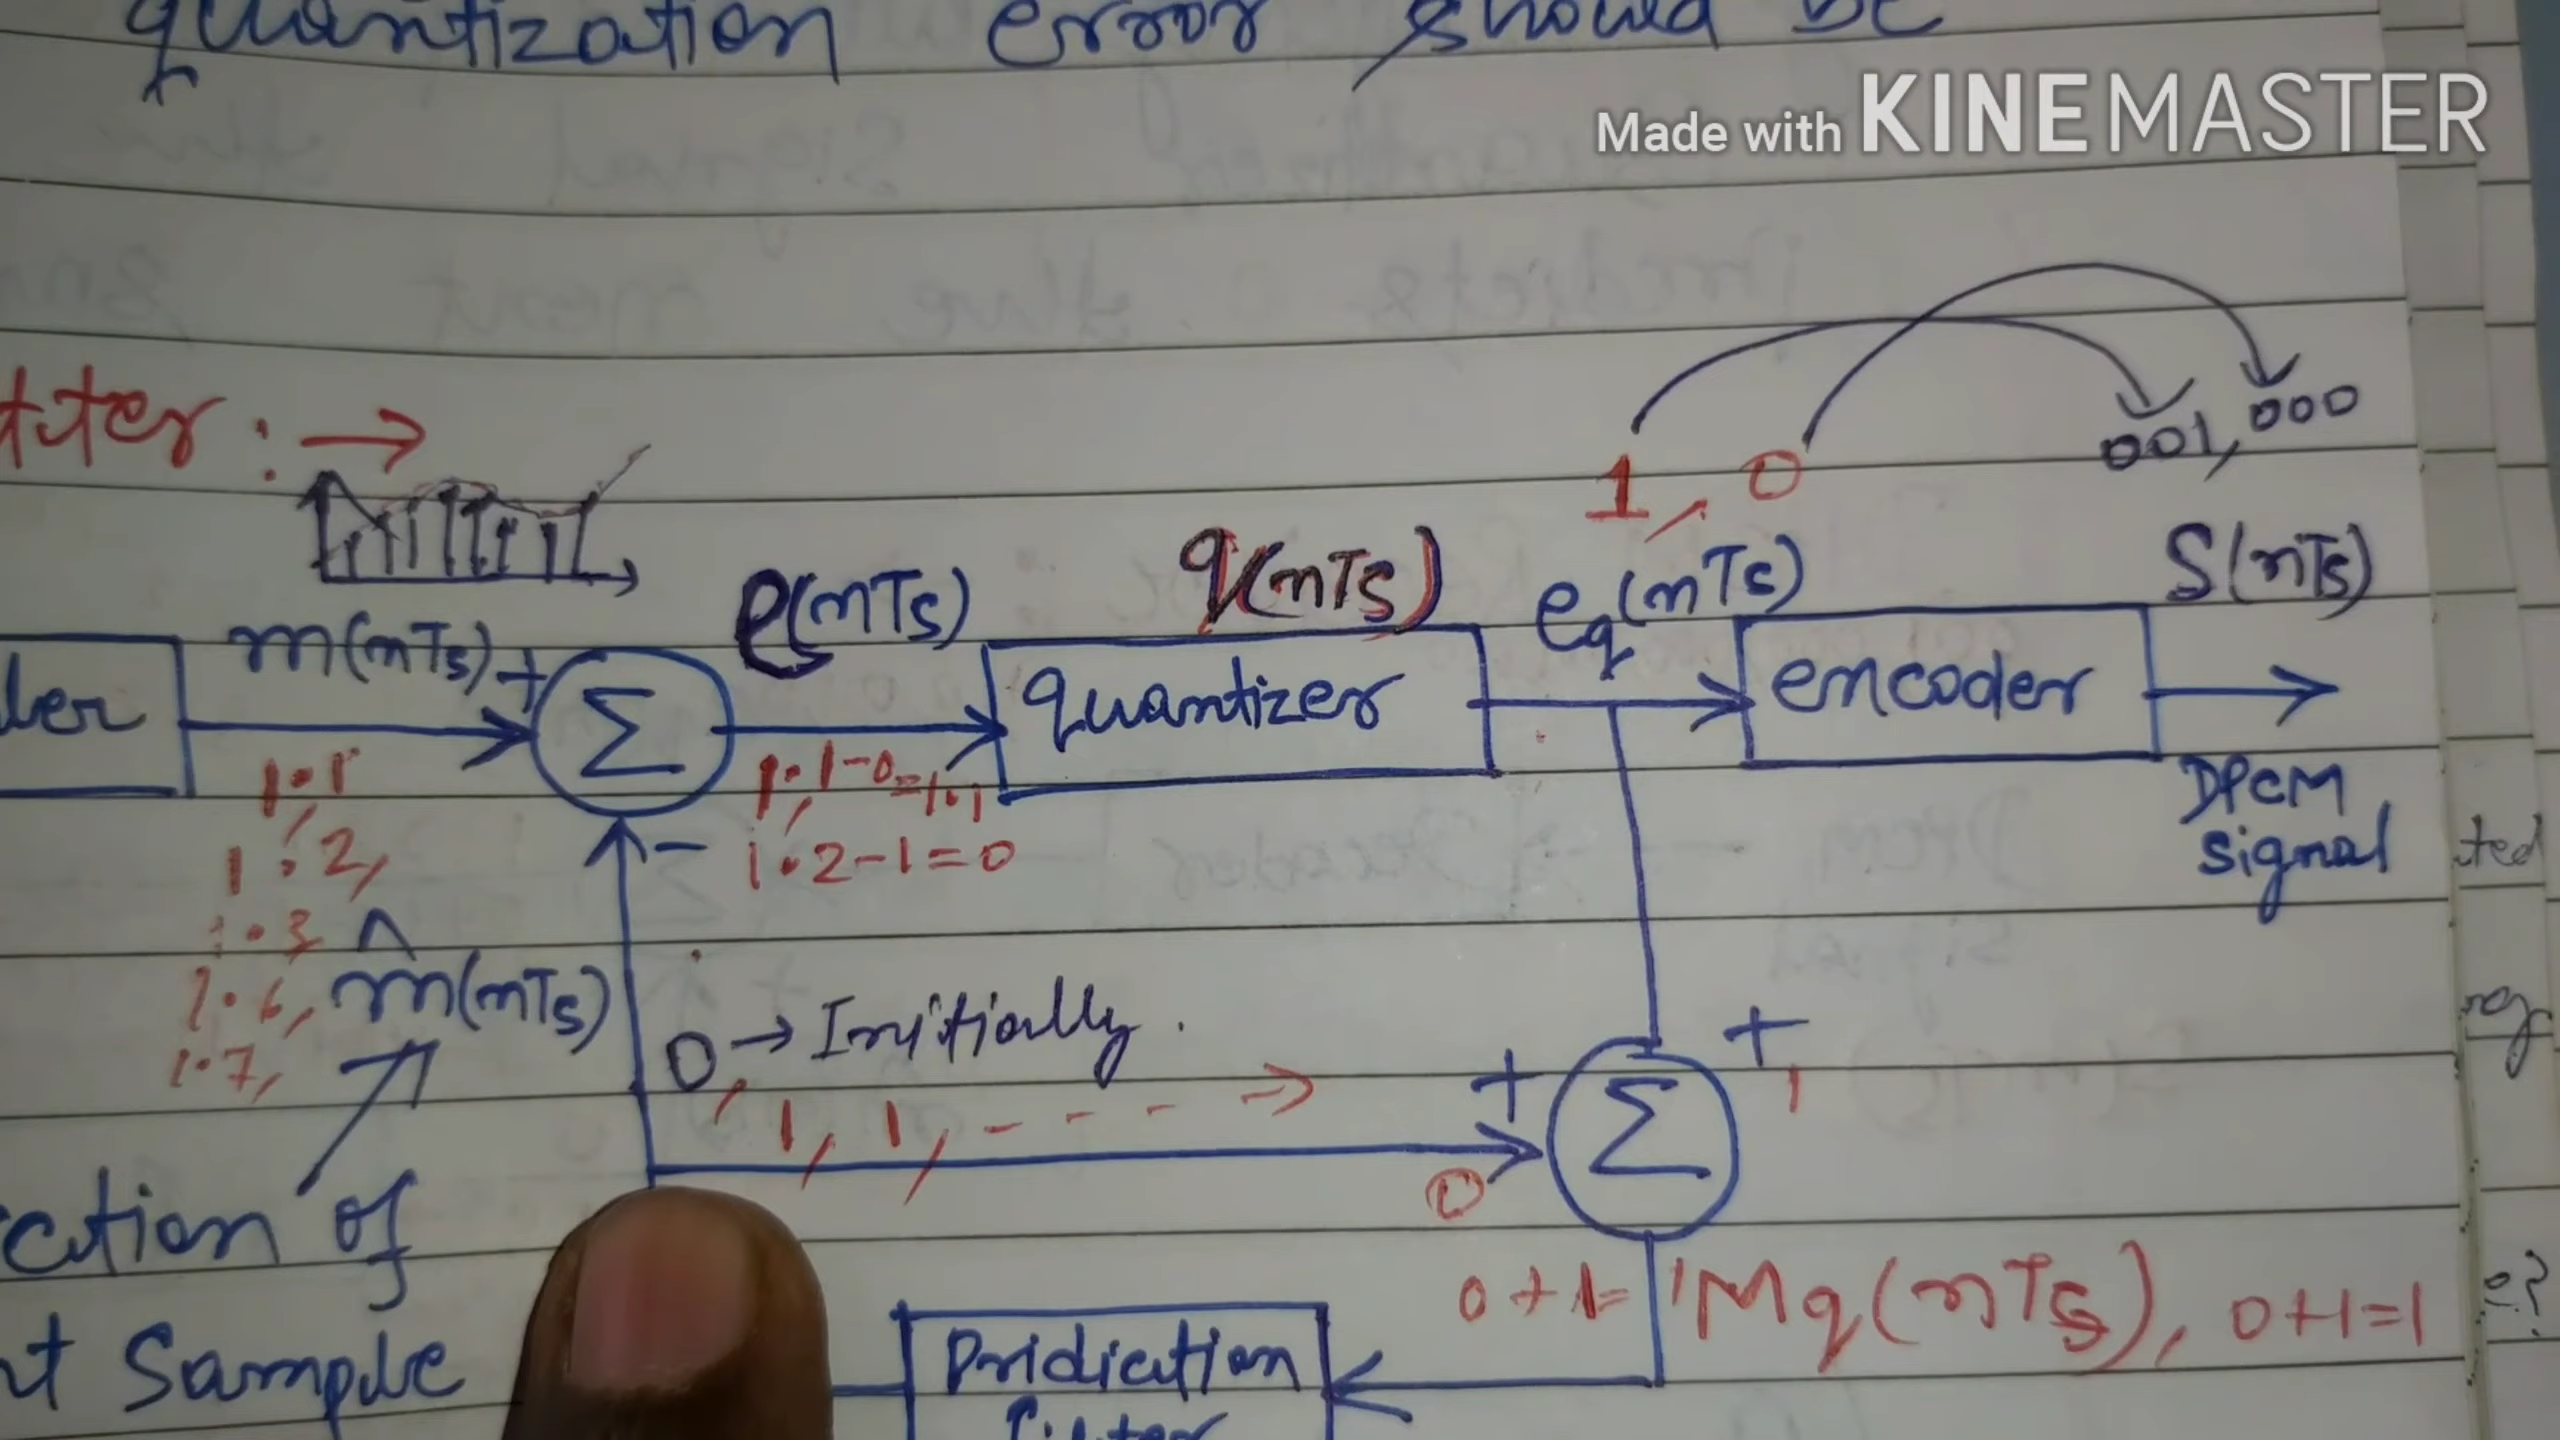 quantization error should be
Made with KINEMASTER
tter :→
1, 0
001, 000
m(nTs)
+
Σ
e(nTs)
q(nTs)
quantizer
eq(nTs)
encoder
S(nTs)
DPCM
signal
ler
1.1,
1.2,
1.3
1.6,
1.7,
1.1-0=1.1
1.2-1=0
-
m̂(nTs)
0, → Initially.
1, 1, - - - - →
+
+
1
Σ
0
ction of
t Sample
0+1=1
Mq(nTs), 0+1=1
Pridiction
filter
ted
e?